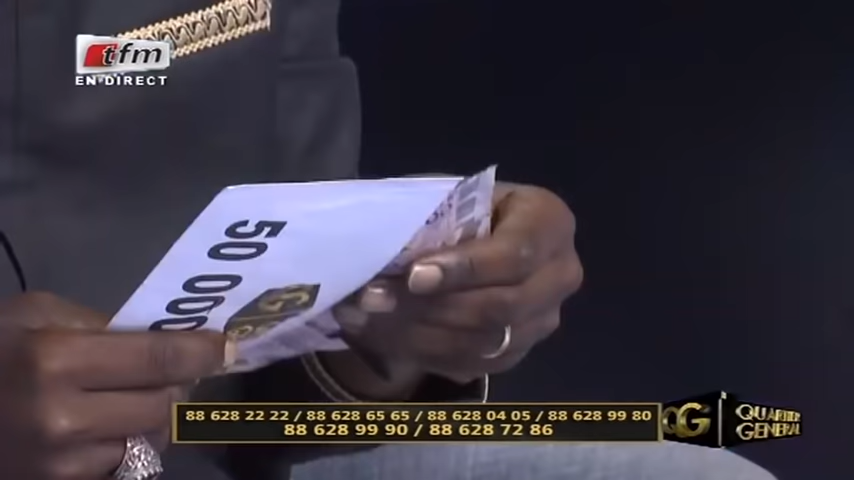 tfm
EN DIRECT
50 000
QG
88 628 22 22 / 88 628 65 65 / 88 628 04 05 / 88 628 99 80
88 628 99 90 / 88 628 72 86
QG QUARTIER
GENERAL